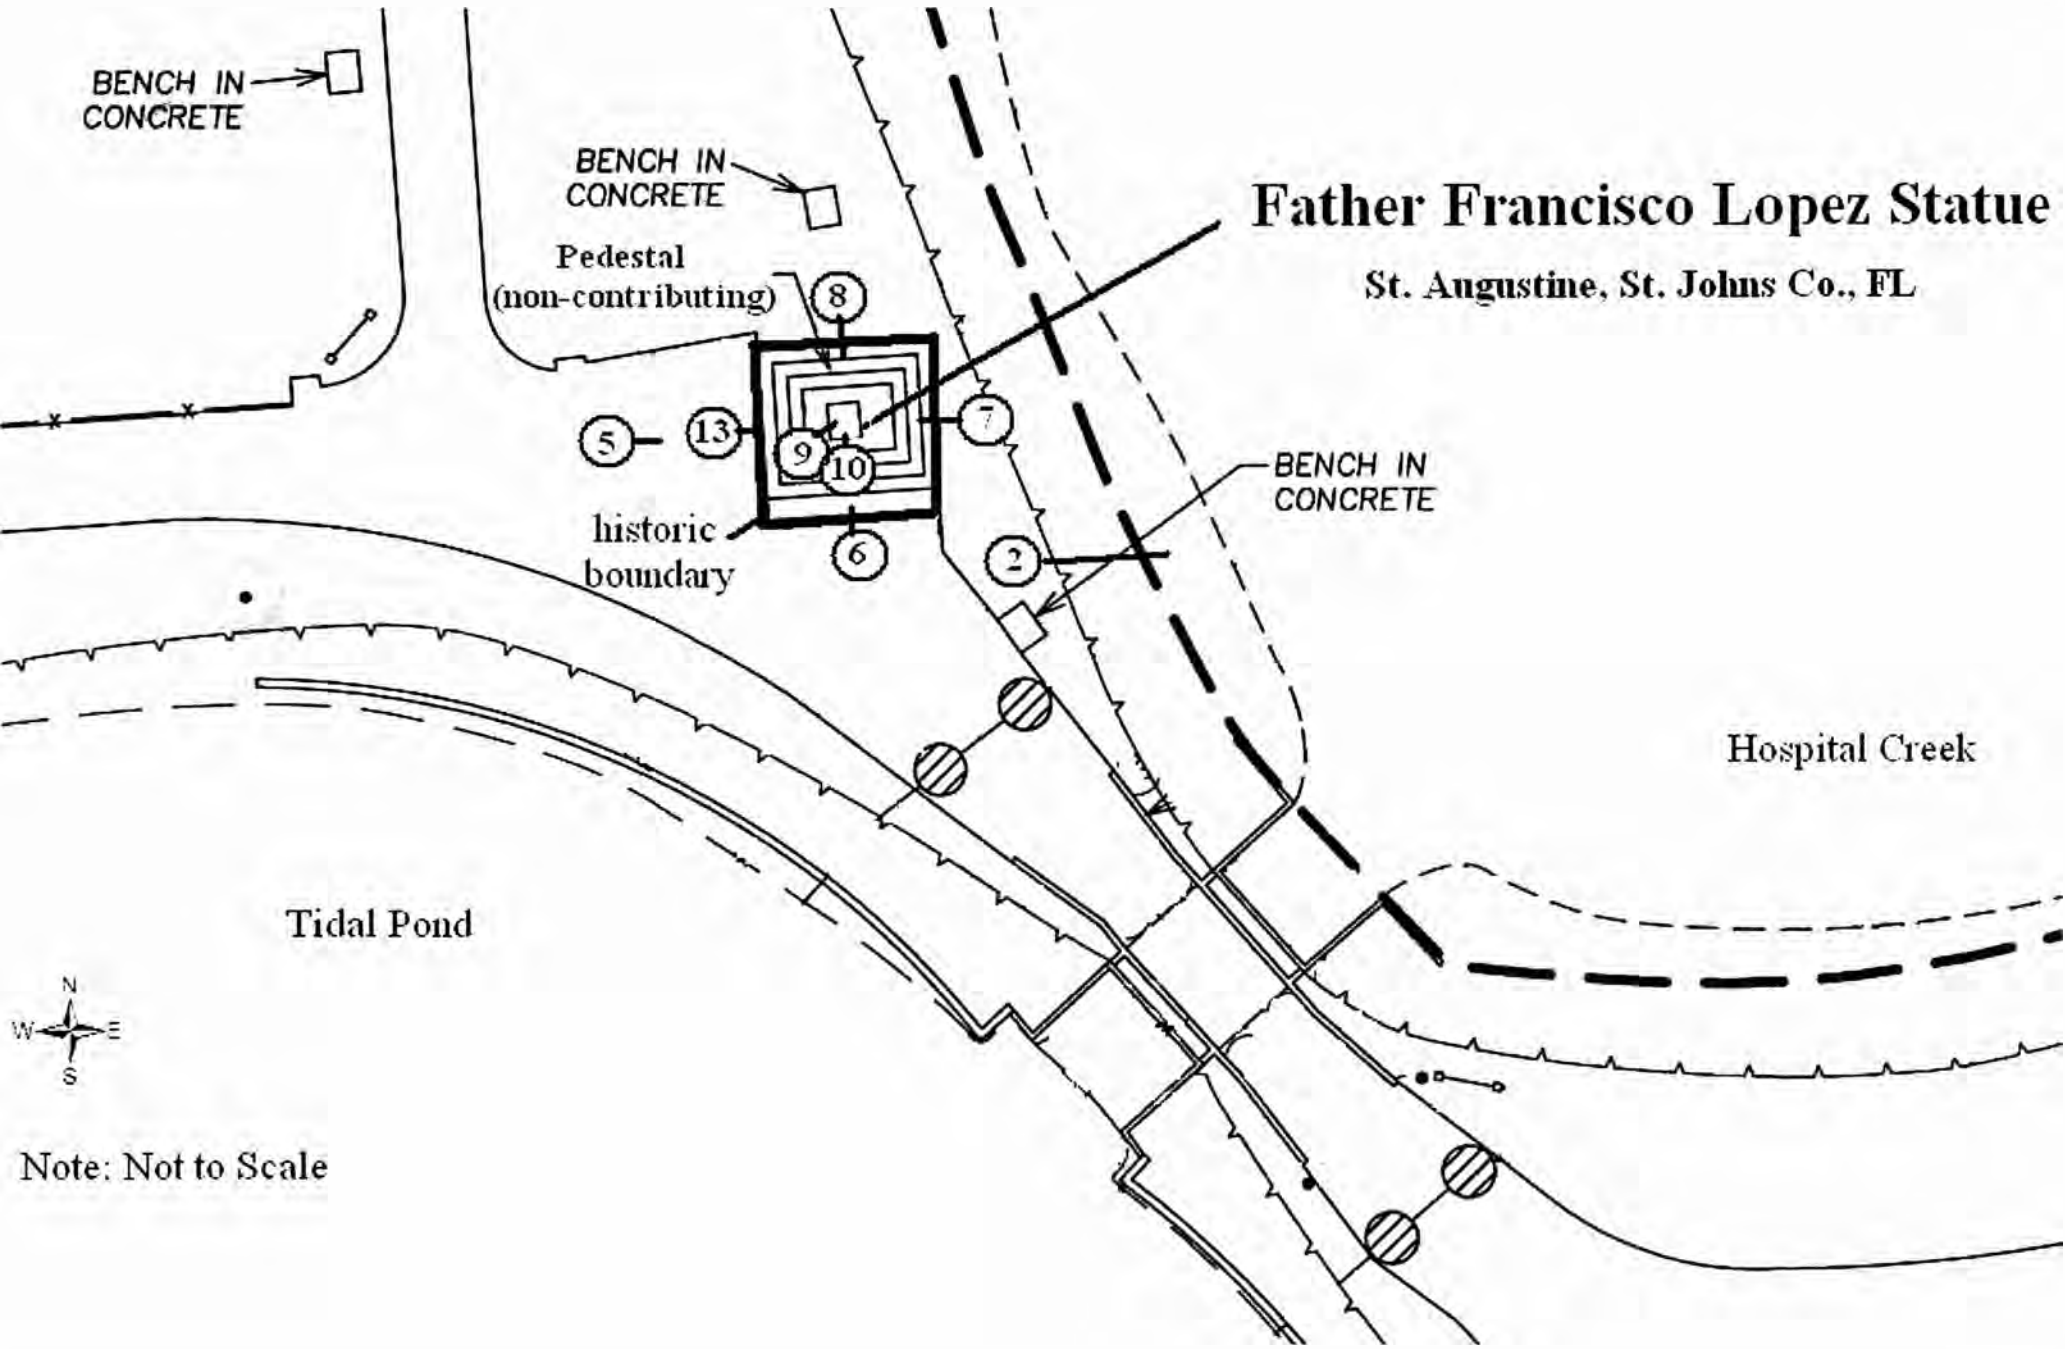 BENCH IN
CONCRETE
BENCH IN
CONCRETE
Father Francisco Lopez Statue
St. Augustine, St. Johns Co., FL
Pedestal
(non-contributing)
8
7
5
13
9
10
BENCH IN
CONCRETE
historic
boundary
6
2
Hospital Creek
Tidal Pond
N
W
E
S
Note: Not to Scale